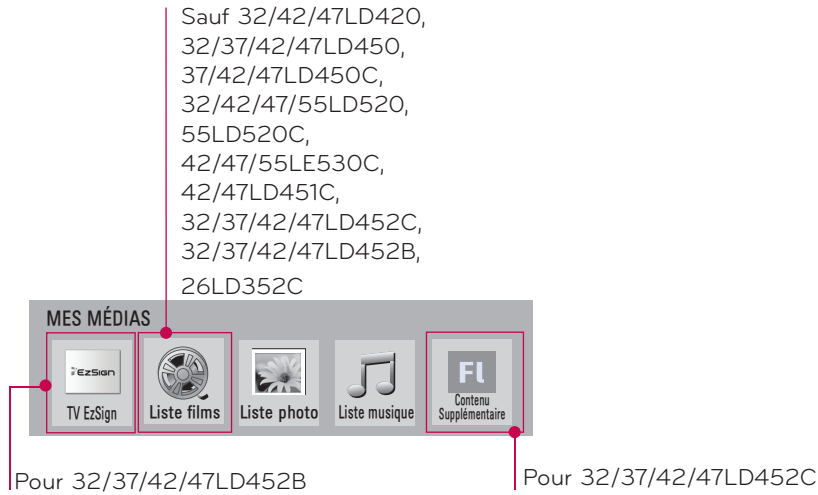 Sauf 32/42/47LD420,
32/37/42/47LD450,
37/42/47LD450C,
32/42/47/55LD520,
55LD520C,
42/47/55LE530C,
42/47LD451C,
32/37/42/47LD452C,
32/37/42/47LD452B,
26LD352C
MES MÉDIAS
EzSign
TV EzSign
Liste films
Liste photo
Liste musique
FL
Contenu
Supplémentaire
Pour 32/37/42/47LD452B
Pour 32/37/42/47LD452C